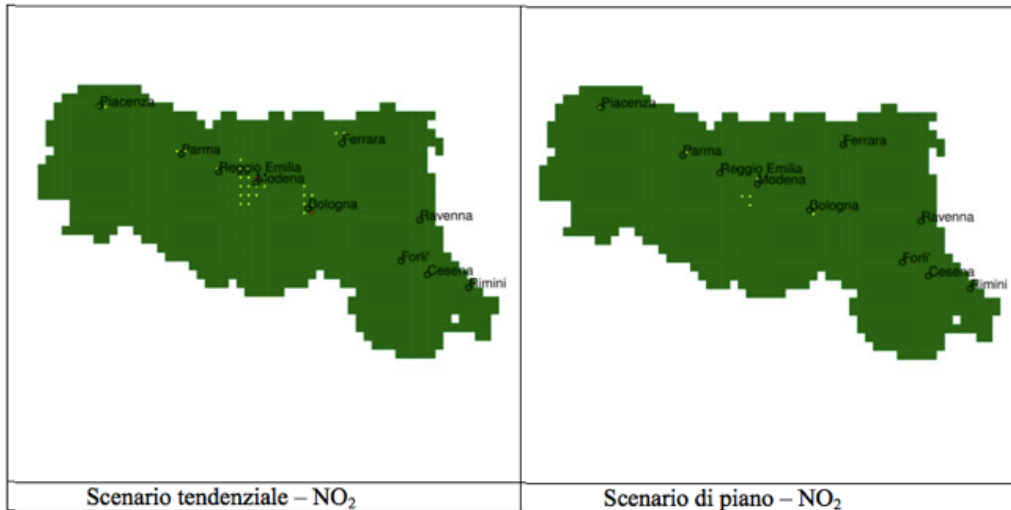 Piacenza
Parma
Ferrara
Reggio Emilia
Modena
Bologna
Ravenna
Forli'
Cesena
Rimini
Piacenza
Parma
Ferrara
Reggio Emilia
Modena
Bologna
Ravenna
Forli'
Cesena
Rimini
Scenario tendenziale – NO₂
Scenario di piano – NO₂